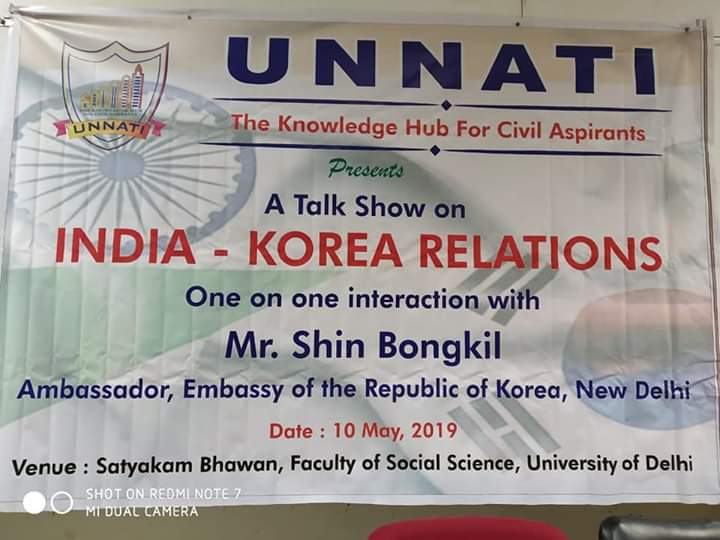 UNNATI
UNNATI
The Knowledge Hub For Civil Aspirants
Presents
A Talk Show on
INDIA - KOREA RELATIONS
One on one interaction with
Mr. Shin Bongkil
Ambassador, Embassy of the Republic of Korea, New Delhi
Date : 10 May, 2019
Venue : Satyakam Bhawan, Faculty of Social Science, University of Delhi
SHOT ON REDMI NOTE 7
MI DUAL CAMERA